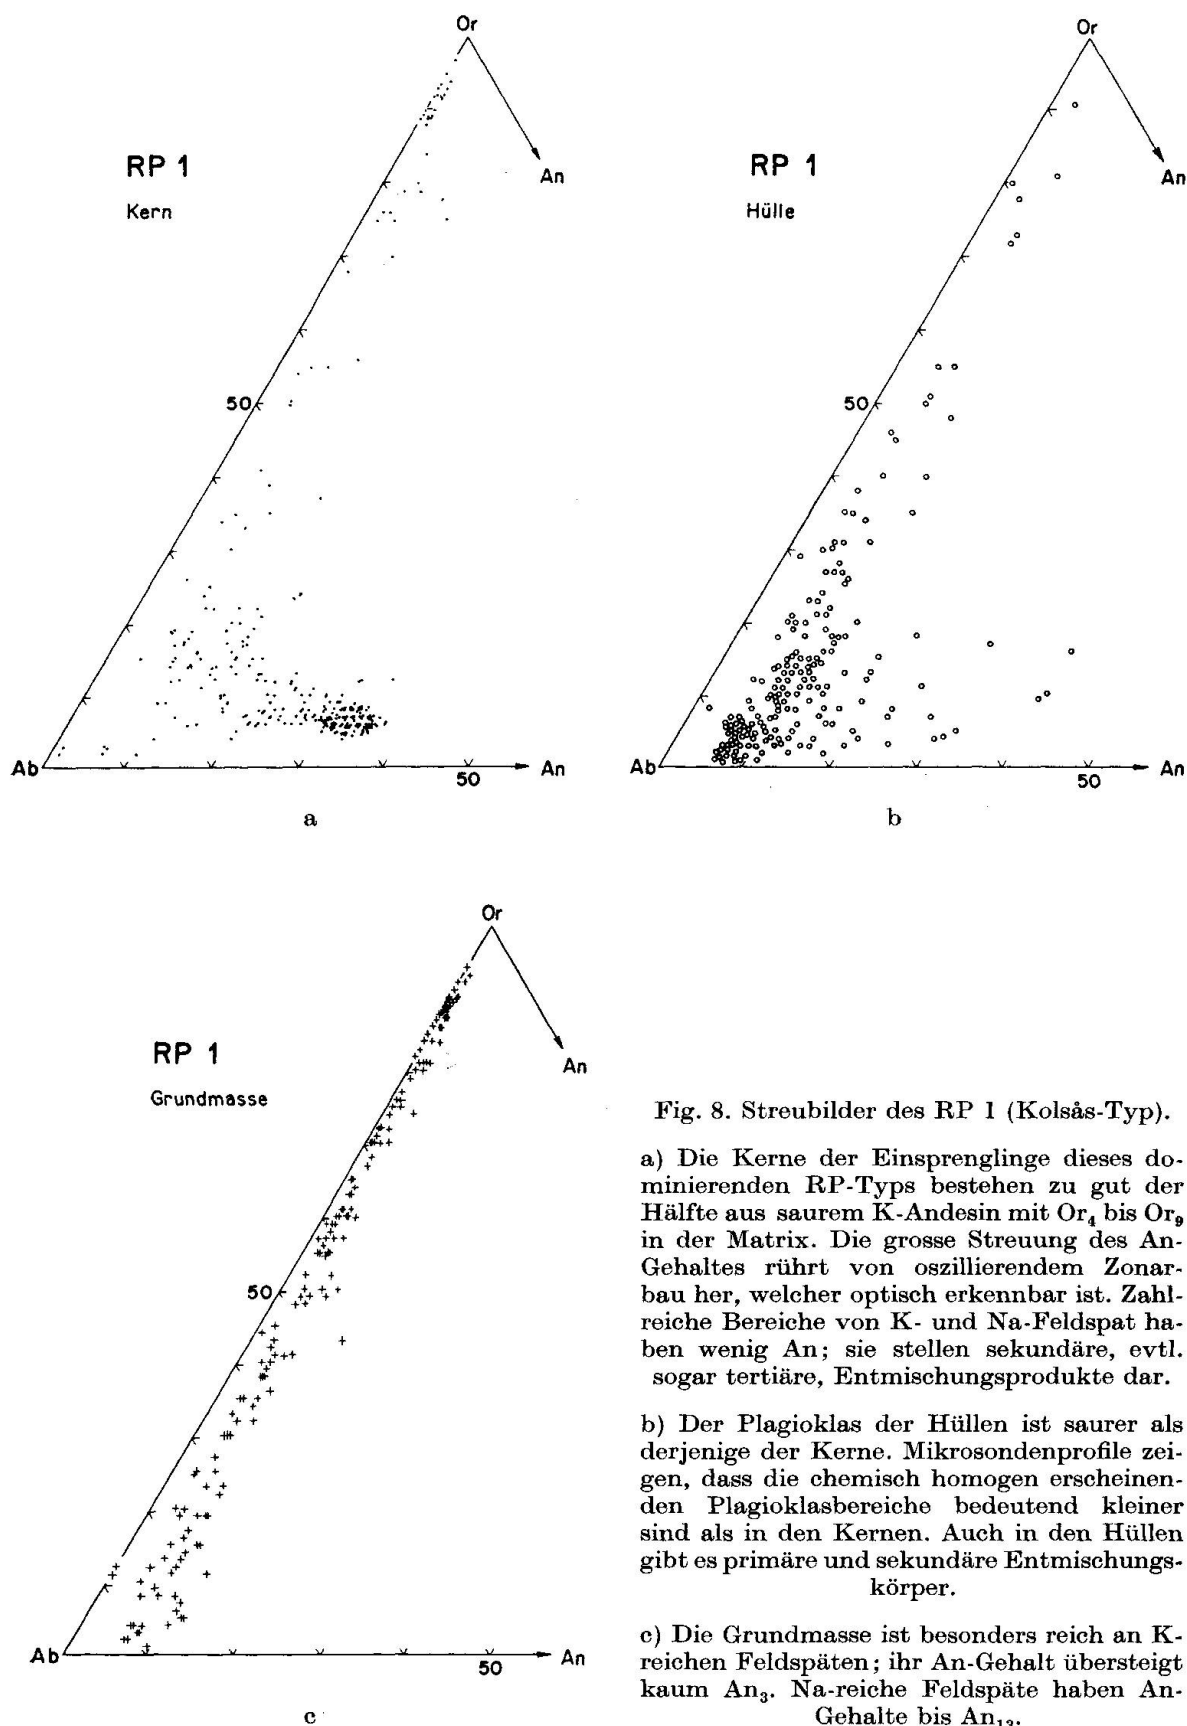 Or
An
RP 1
Kern
50
Ab
50
An
a
Or
An
RP 1
Hülle
50
Ab
50
An
b
Or
An
RP 1
Grundmasse
50
Ab
50
An
c
Fig. 8. Streubilder des RP 1 (Kolsås-Typ).
a) Die Kerne der Einsprenglinge dieses do-
minierenden RP-Typs bestehen zu gut der
Hälfte aus saurem K-Andesin mit Or₄ bis Or₉
in der Matrix. Die grosse Streuung des An-
Gehaltes rührt von oszillierendem Zonar-
bau her, welcher optisch erkennbar ist. Zahl-
reiche Bereiche von K- und Na-Feldspat ha-
ben wenig An; sie stellen sekundäre, evtl.
sogar tertiäre, Entmischungsprodukte dar.
b) Der Plagioklas der Hüllen ist saurer als
derjenige der Kerne. Mikrosondenprofile zei-
gen, dass die chemisch homogen erscheinen-
den Plagioklasbereiche bedeutend kleiner
sind als in den Kernen. Auch in den Hüllen
gibt es primäre und sekundäre Entmischungs-
körper.
c) Die Grundmasse ist besonders reich an K-
reichen Feldspäten; ihr An-Gehalt übersteigt
kaum An₃. Na-reiche Feldspäte haben An-
Gehalte bis An₁₃.